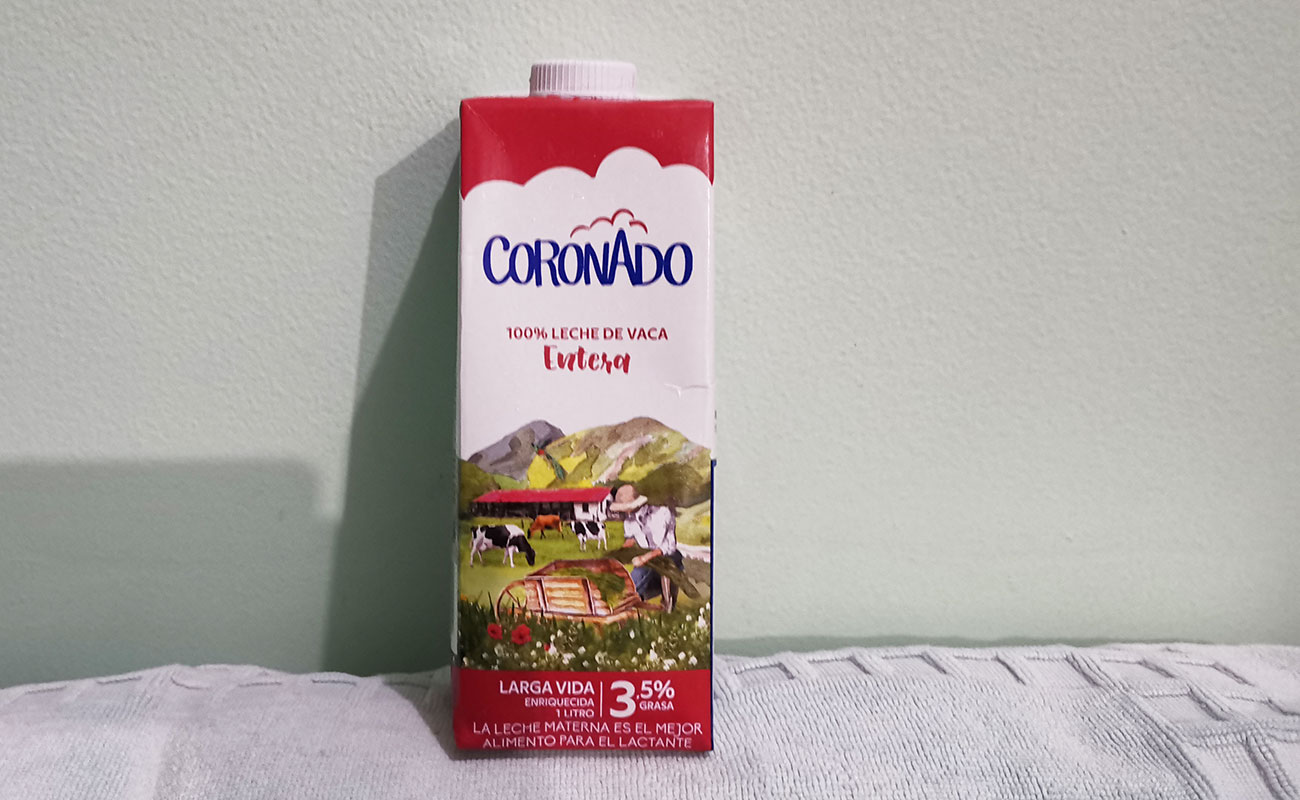 CORONADO
100% LECHE DE VACA
Entera
LARGA VIDA
ENRIQUECIDA
1 LITRO
3.5%
GRASA
LA LECHE MATERNA ES EL MEJOR
ALIMENTO PARA EL LACTANTE